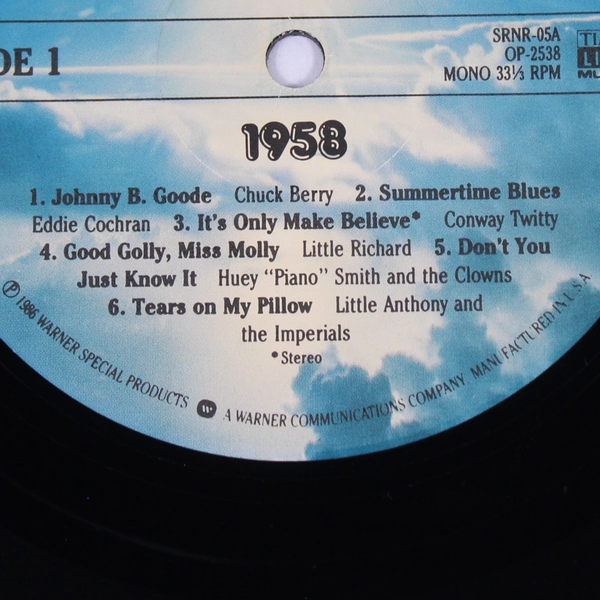 DE 1
SRNR-05A
OP-2538
MONO 33⅓ RPM
TI
LI
MU
1958
1. Johnny B. Goode Chuck Berry 2. Summertime Blues
Eddie Cochran 3. It's Only Make Believe* Conway Twitty
4. Good Golly, Miss Molly Little Richard 5. Don't You
Just Know It Huey "Piano" Smith and the Clowns
6. Tears on My Pillow Little Anthony and
the Imperials
*Stereo
℗ 1986 WARNER SPECIAL PRODUCTS W A WARNER COMMUNICATIONS COMPANY MANUFACTURED IN U S A